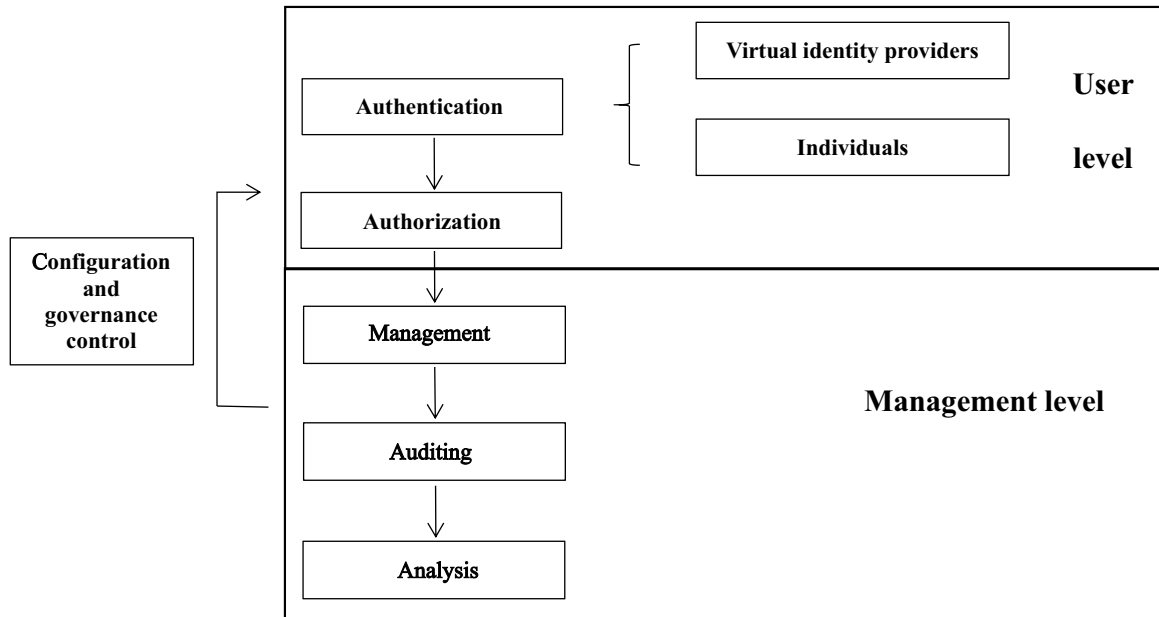 Virtual identity providers
User
Authentication
Individuals
level
Authorization
Configuration
and
governance
control
Management
Management level
Auditing
Analysis